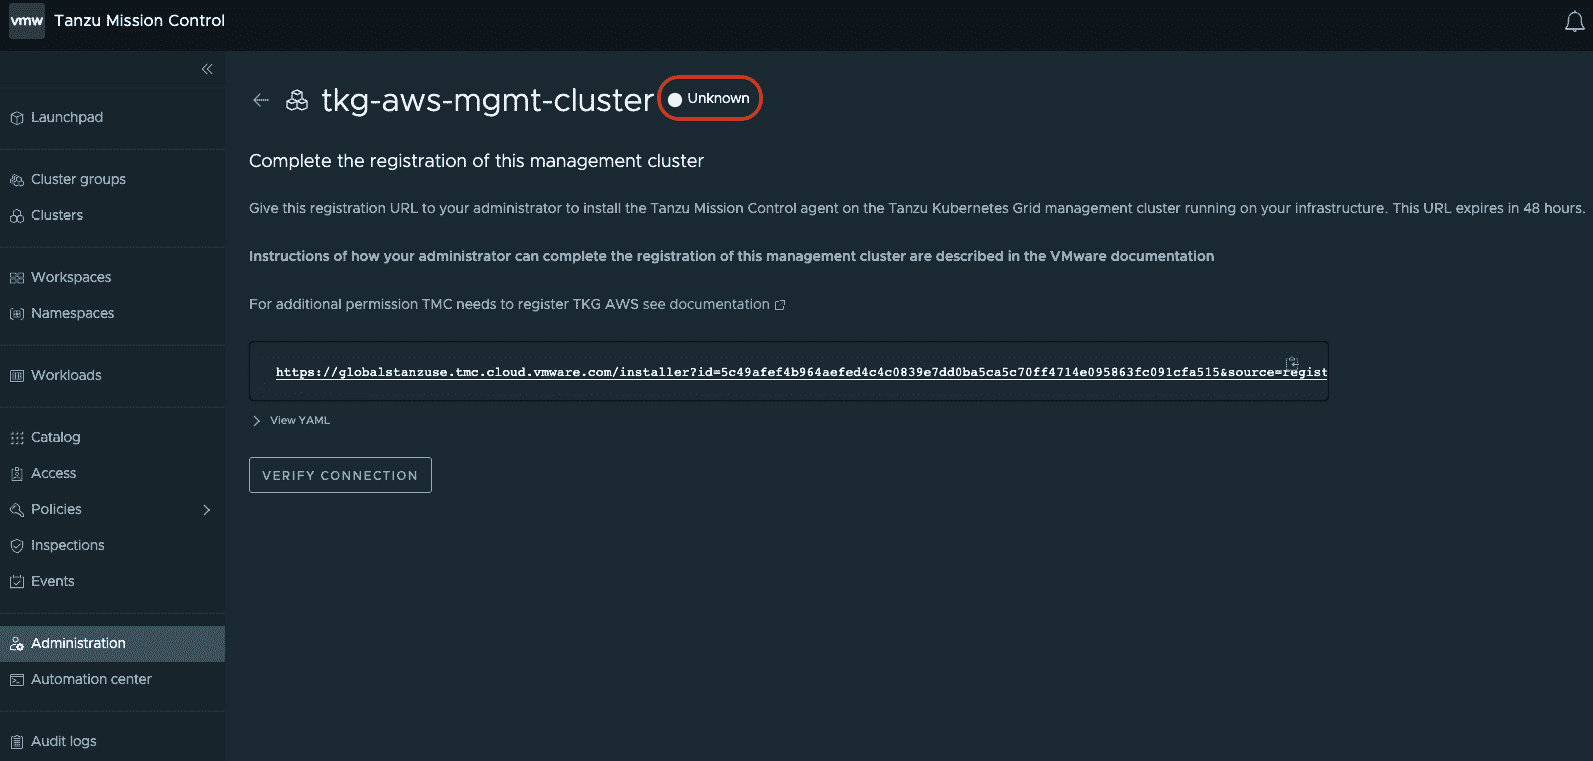 vmw Tanzu Mission Control
Launchpad
Cluster groups
Clusters
Workspaces
Namespaces
Workloads
Catalog
Access
Policies
Inspections
Events
Administration
Automation center
Audit logs
tkg-aws-mgmt-cluster Unknown
Complete the registration of this management cluster
Give this registration URL to your administrator to install the Tanzu Mission Control agent on the Tanzu Kubernetes Grid management cluster running on your infrastructure. This URL expires in 48 hours.
Instructions of how your administrator can complete the registration of this management cluster are described in the VMware documentation
For additional permission TMC needs to register TKG AWS see documentation
https://globalstanzuse.tmc.cloud.vmware.com/installer?id=5c49afef4b964aefed4c4c0839e7dd0ba5ca5c70ff4714e095863fc091cfa515&source=regist
View YAML
VERIFY CONNECTION